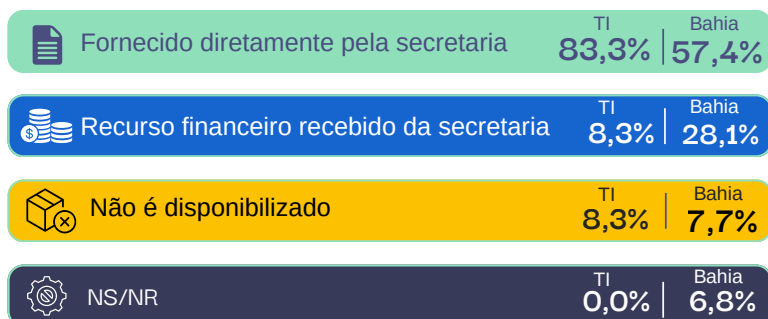 TI Bahia
Fornecido diretamente pela secretaria 83,3% 57,4%
TI Bahia
$ Recurso financeiro recebido da secretaria 8,3% 28,1%
TI Bahia
Não é disponibilizado 8,3% 7,7%
TI Bahia
NS/NR 0,0% 6,8%